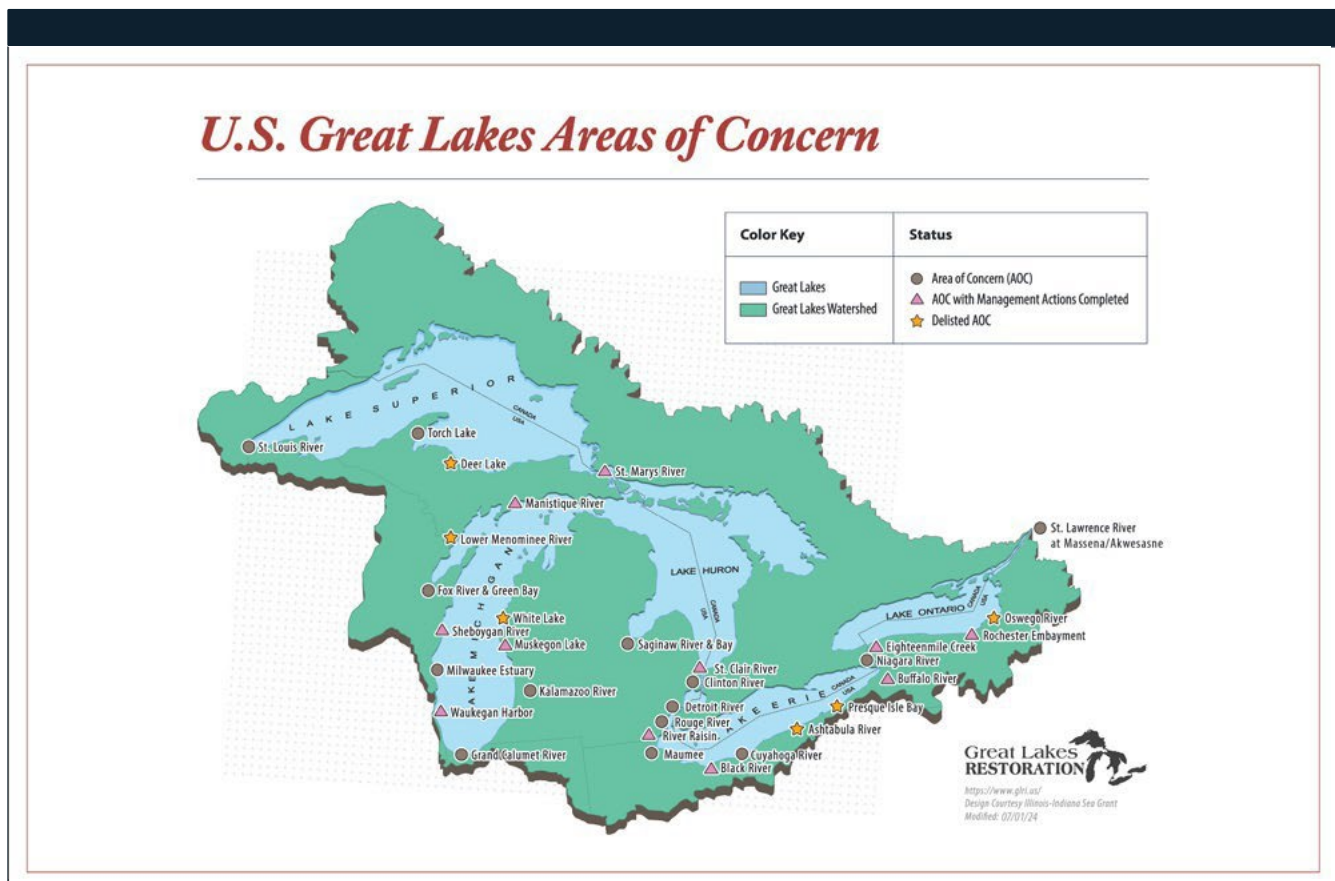 U.S. Great Lakes Areas of Concern
Color Key
Status
Great Lakes
Great Lakes Watershed
Area of Concern (AOC)
AOC with Management Actions Completed
Delisted AOC
LAKE SUPERIOR
CANADA
USA
St. Louis River
Torch Lake
Deer Lake
St. Marys River
Manistique River
Lower Menominee River
LAKE MICHIGAN
Fox River & Green Bay
White Lake
Sheboygan River
Muskegon Lake
Milwaukee Estuary
Kalamazoo River
Waukegan Harbor
Grand Calumet River
LAKE HURON
CANADA
USA
Saginaw River & Bay
St. Clair River
Clinton River
Detroit River
Rouge River
River Raisin
Maumee
Black River
Cuyahoga River
LAKE ERIE
CANADA
USA
Ashtabula River
Presque Isle Bay
Buffalo River
Niagara River
Eighteenmile Creek
LAKE ONTARIO
CANADA
USA
Rochester Embayment
Oswego River
St. Lawrence River
at Massena/Akwesasne
Great Lakes
RESTORATION
https://www.glri.us/
Design Courtesy Illinois-Indiana Sea Grant
Modified: 07/01/24